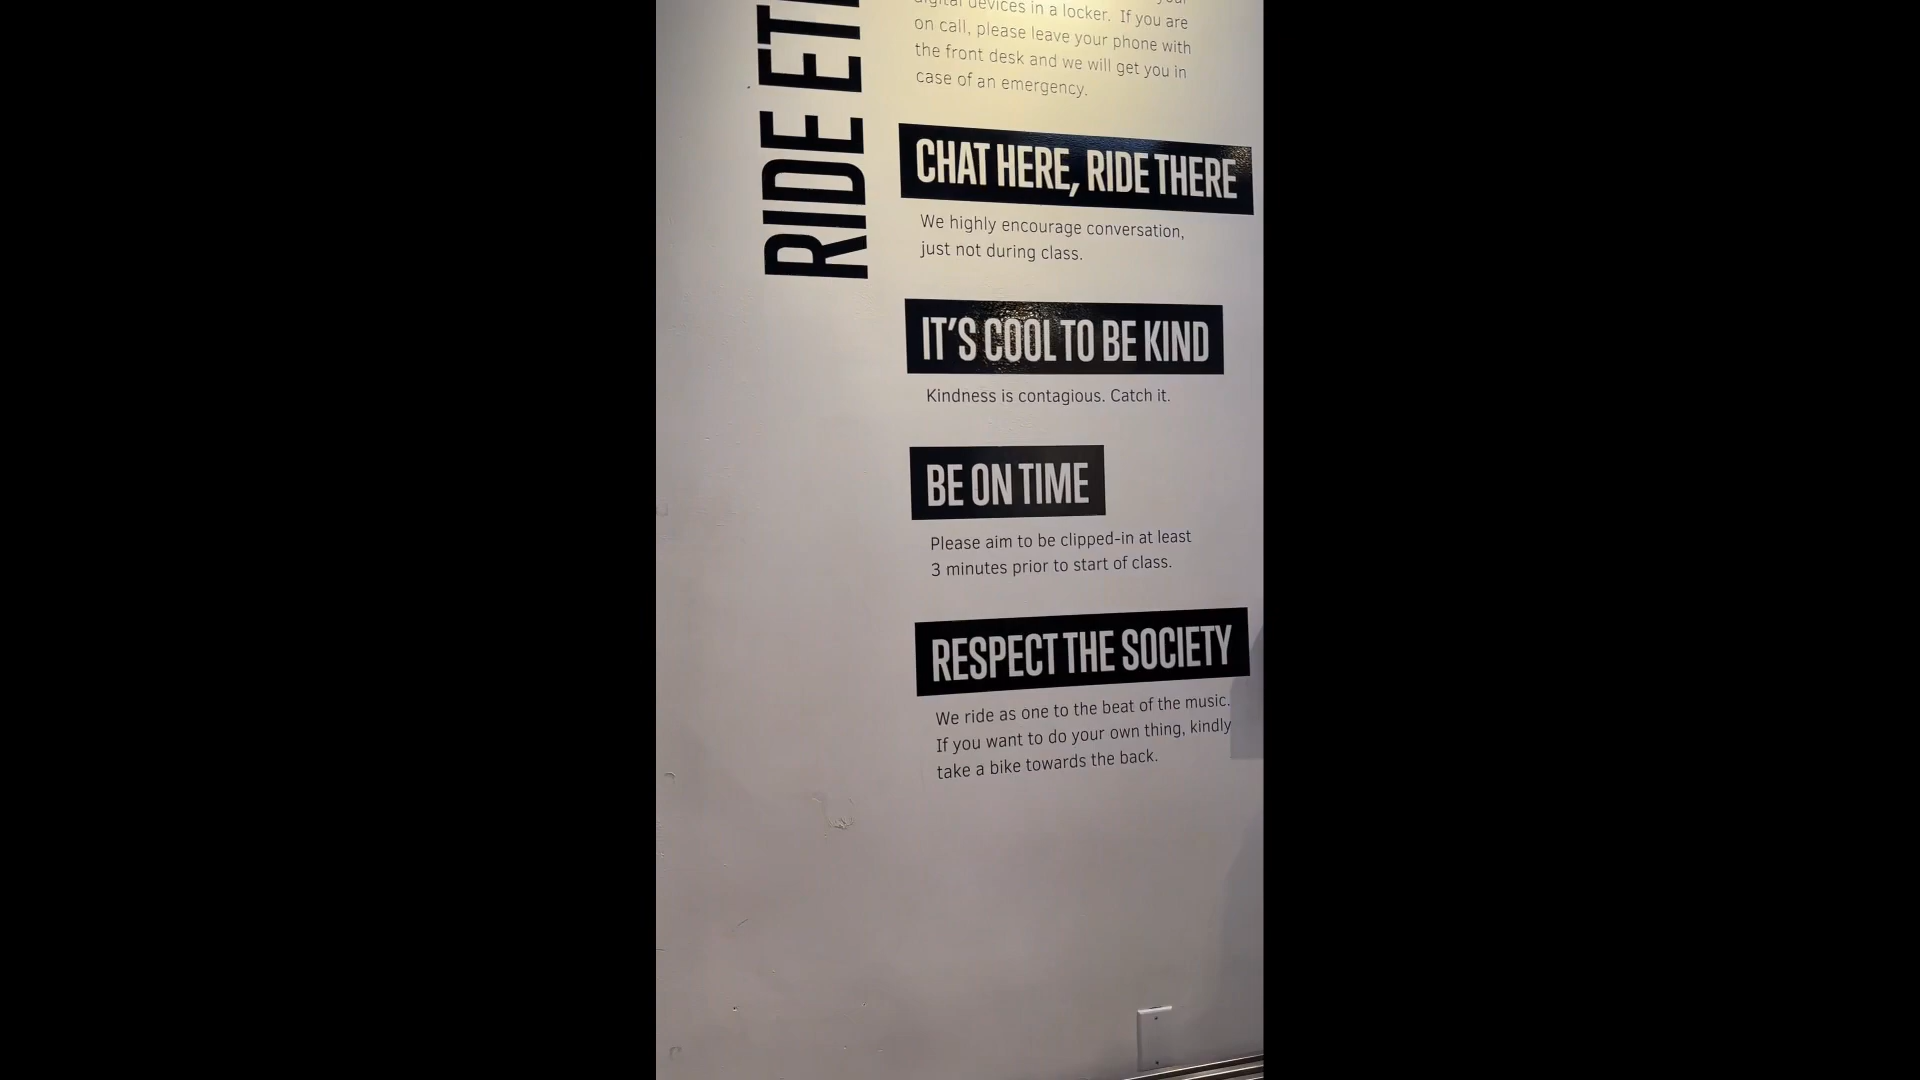 RIDE
digital devices in a locker. If you are
on call, please leave your phone with
the front desk and we will get you in
case of an emergency.
CHAT HERE, RIDE THERE
We highly encourage conversation,
just not during class.
IT'S COOL TO BE KIND
Kindness is contagious. Catch it.
BE ON TIME
Please aim to be clipped-in at least
3 minutes prior to start of class.
RESPECT THE SOCIETY
We ride as one to the beat of the music.
If you want to do your own thing, kindly
take a bike towards the back.